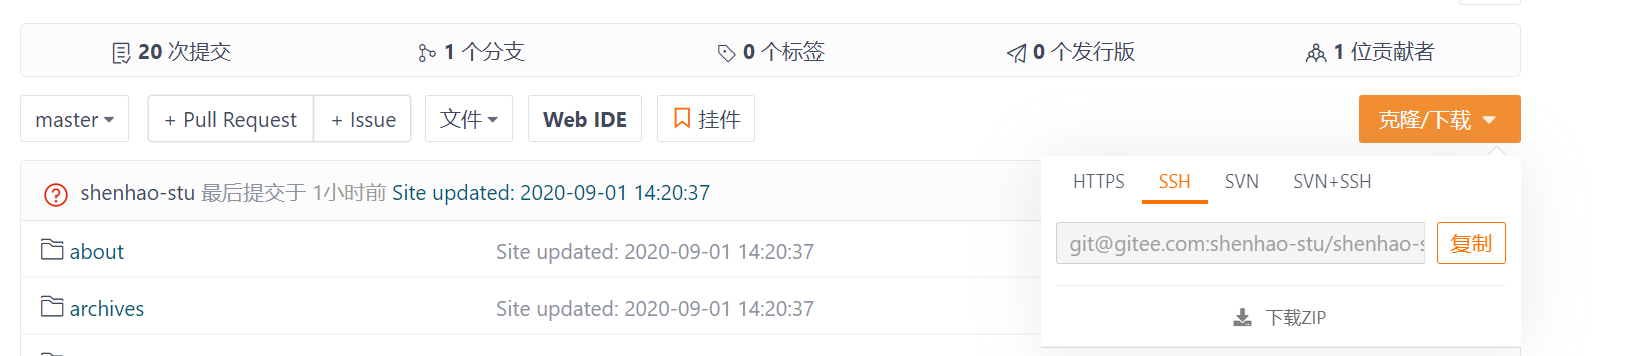 20 次提交 1 个分支 0 个标签 0 个发行版 1 位贡献者
master + Pull Request + Issue 文件 Web IDE 挂件 克隆/下载
HTTPS SSH SVN SVN+SSH
shenhao-stu 最后提交于 1小时前 Site updated: 2020-09-01 14:20:37
git@gitee.com:shenhao-stu/shenhao-s 复制
about Site updated: 2020-09-01 14:20:37
archives Site updated: 2020-09-01 14:20:37
下载ZIP